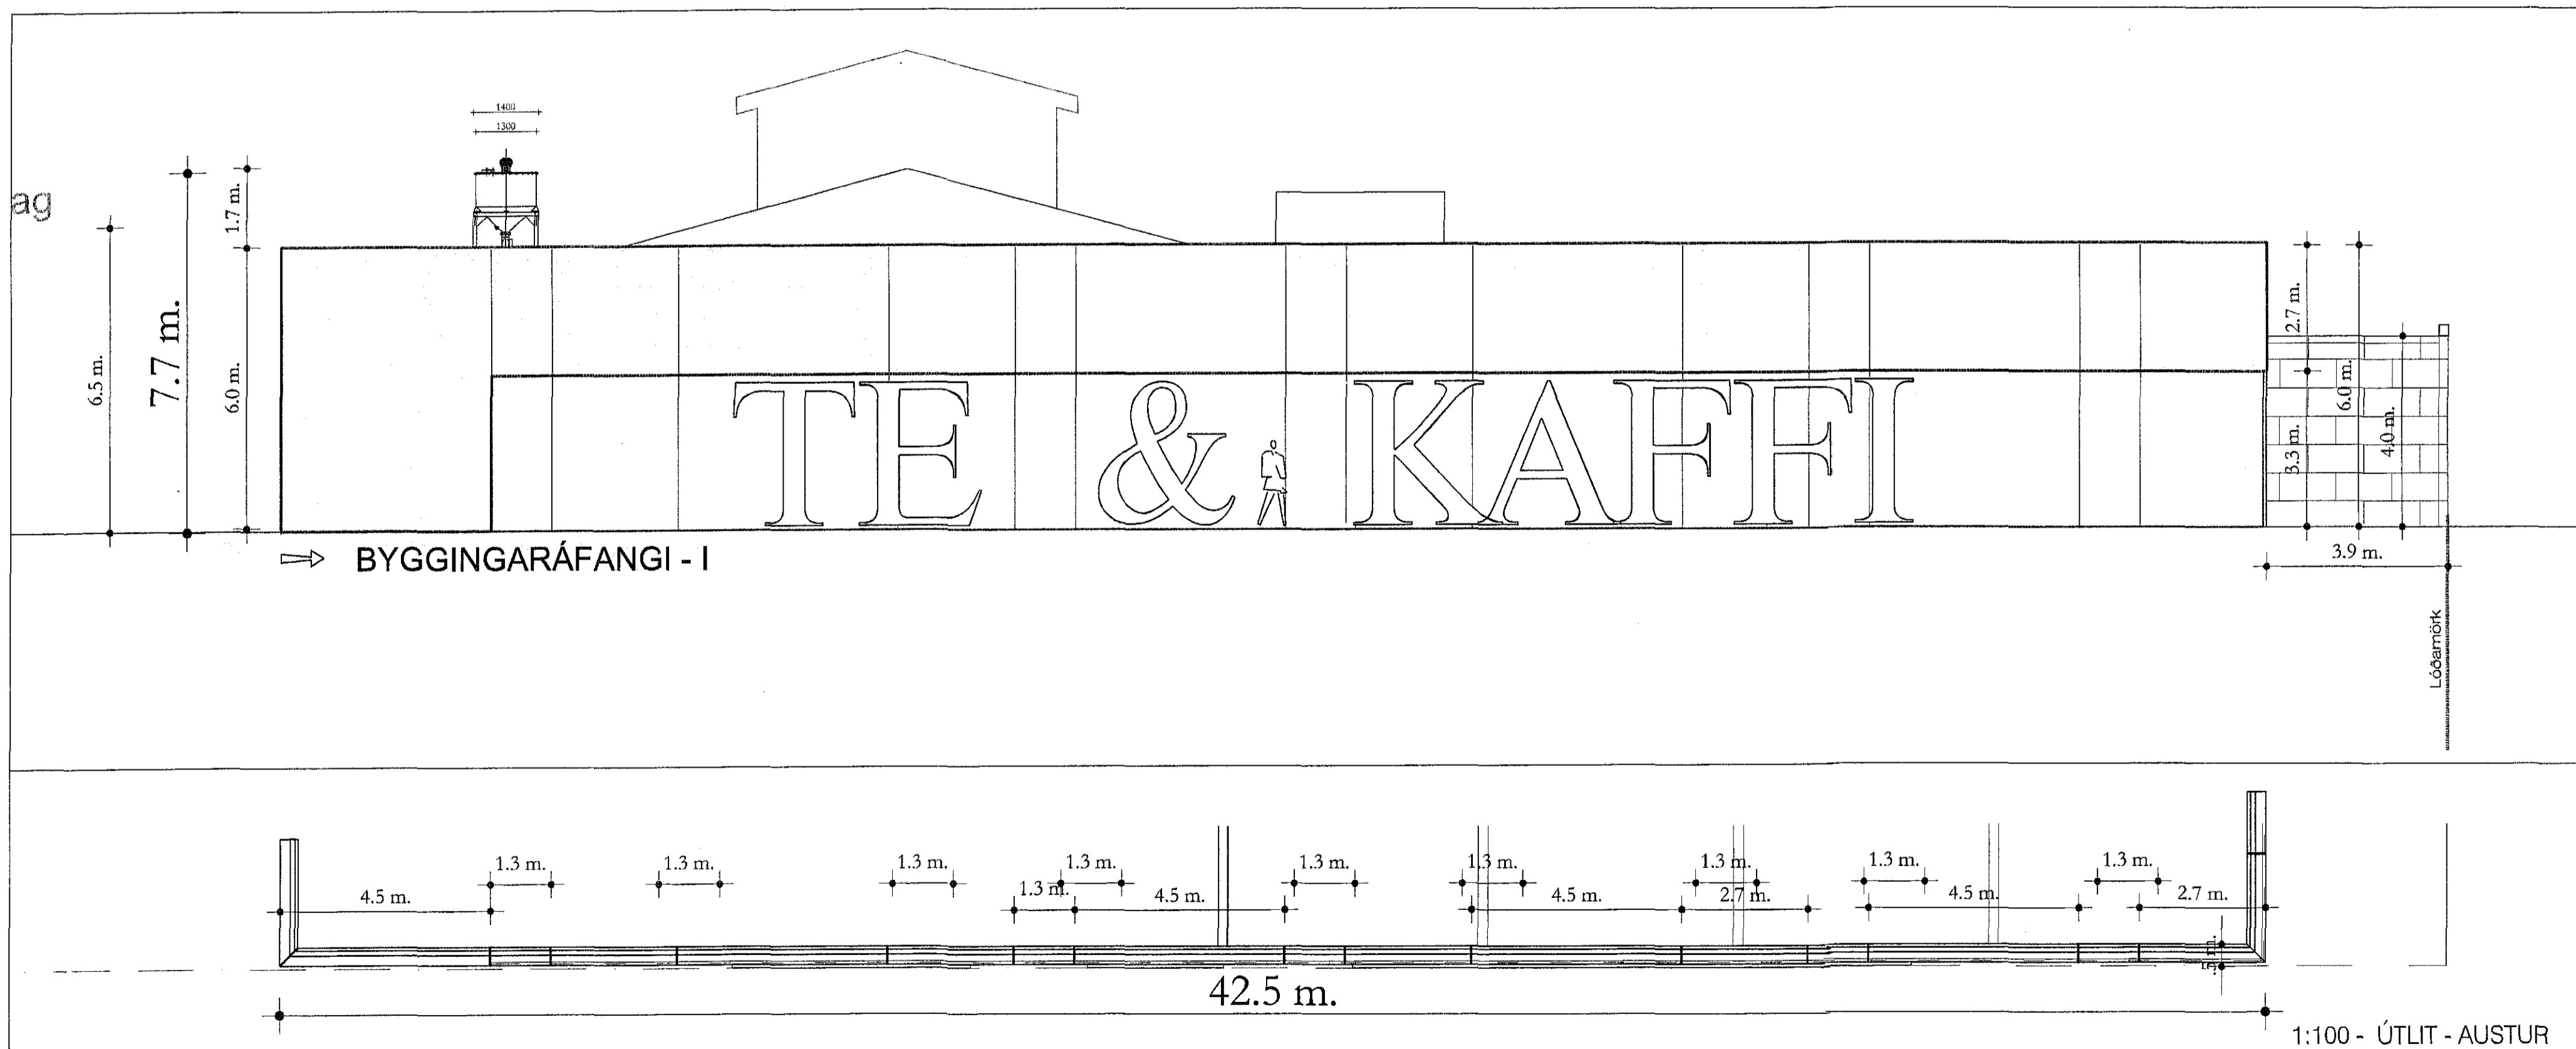 1400
1300
ag
1.7 m.
6.5 m.
7.7 m.
6.0 m.
2.7 m.
6.0 m.
3.3 m.
4.0 m.
TE & KAFFI
BYGGINGARÁFANGI - I
3.9 m.
Lóðamörk
1.3 m. 1.3 m. 1.3 m. 1.3 m. 1.3 m. 1.3 m. 1.3 m. 1.3 m. 1.3 m.
4.5 m. 1.3 m. 4.5 m. 4.5 m. 2.7 m. 4.5 m. 2.7 m.
42.5 m.
1:100 - ÚTLIT - AUSTUR